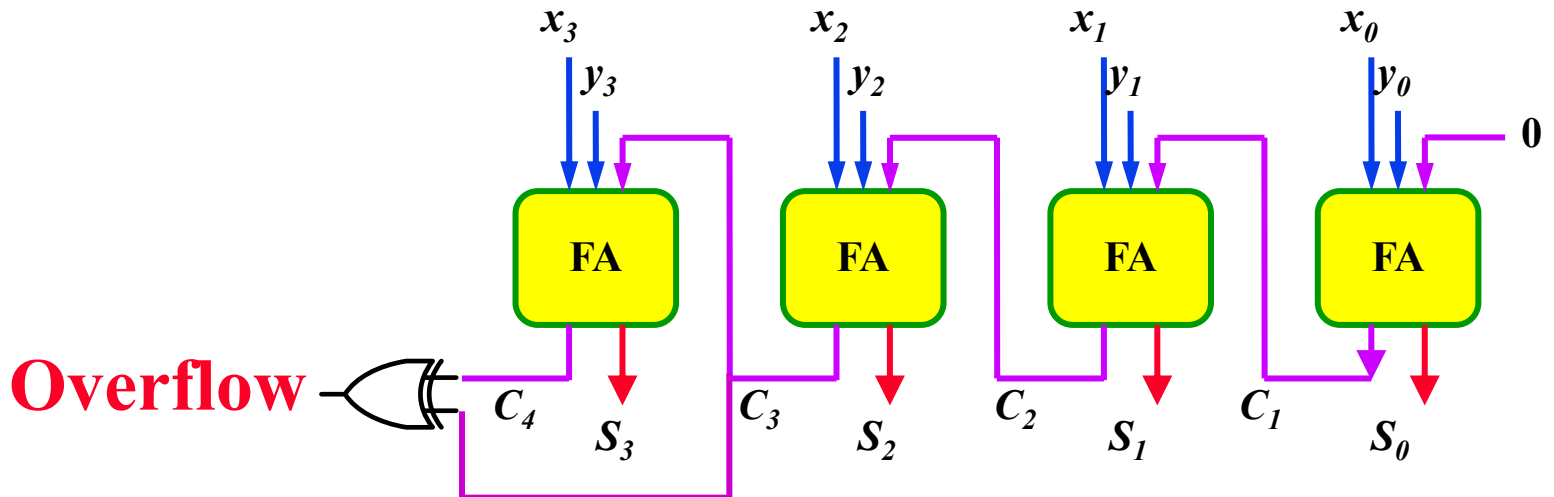 x3 x2 x1 x0
y3 y2 y1 y0
0
FA FA FA FA
Overflow
C4 C3 C2 C1
S3 S2 S1 S0